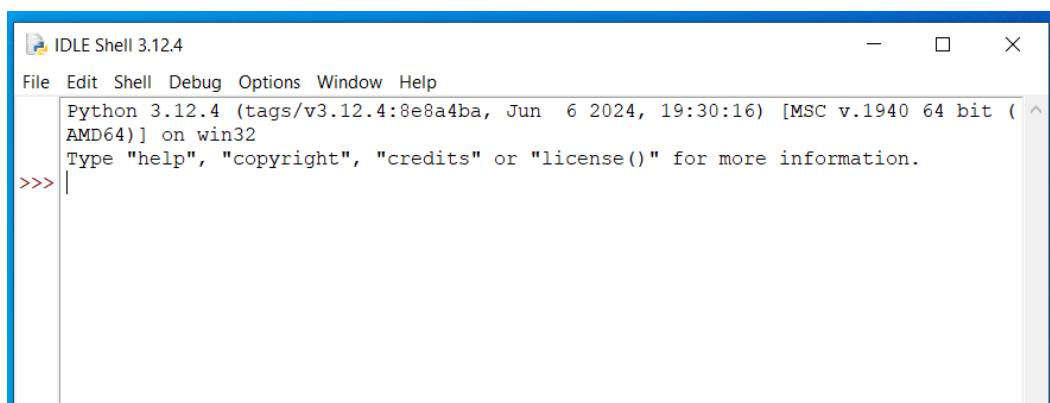 IDLE Shell 3.12.4
File Edit Shell Debug Options Window Help
Python 3.12.4 (tags/v3.12.4:8e8a4ba, Jun  6 2024, 19:30:16) [MSC v.1940 64 bit (
AMD64)] on win32
Type "help", "copyright", "credits" or "license()" for more information.
>>>